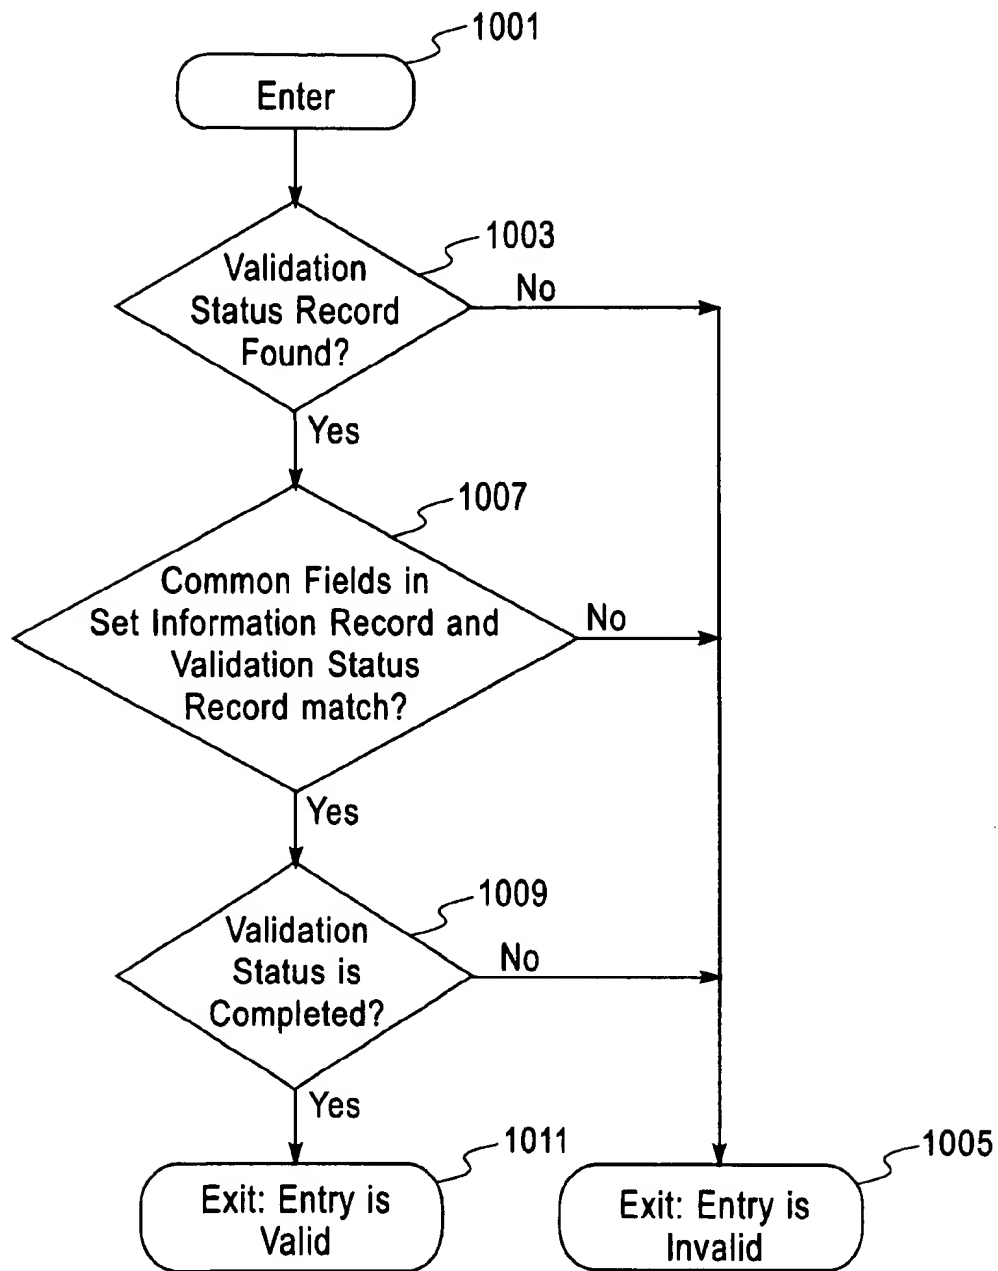 1001
Enter
1003
Validation
Status Record
Found?
No
Yes
1007
Common Fields in
Set Information Record and
Validation Status
Record match?
No
Yes
1009
Validation
Status is
Completed?
No
Yes
1011
Exit: Entry is
Valid
1005
Exit: Entry is
Invalid